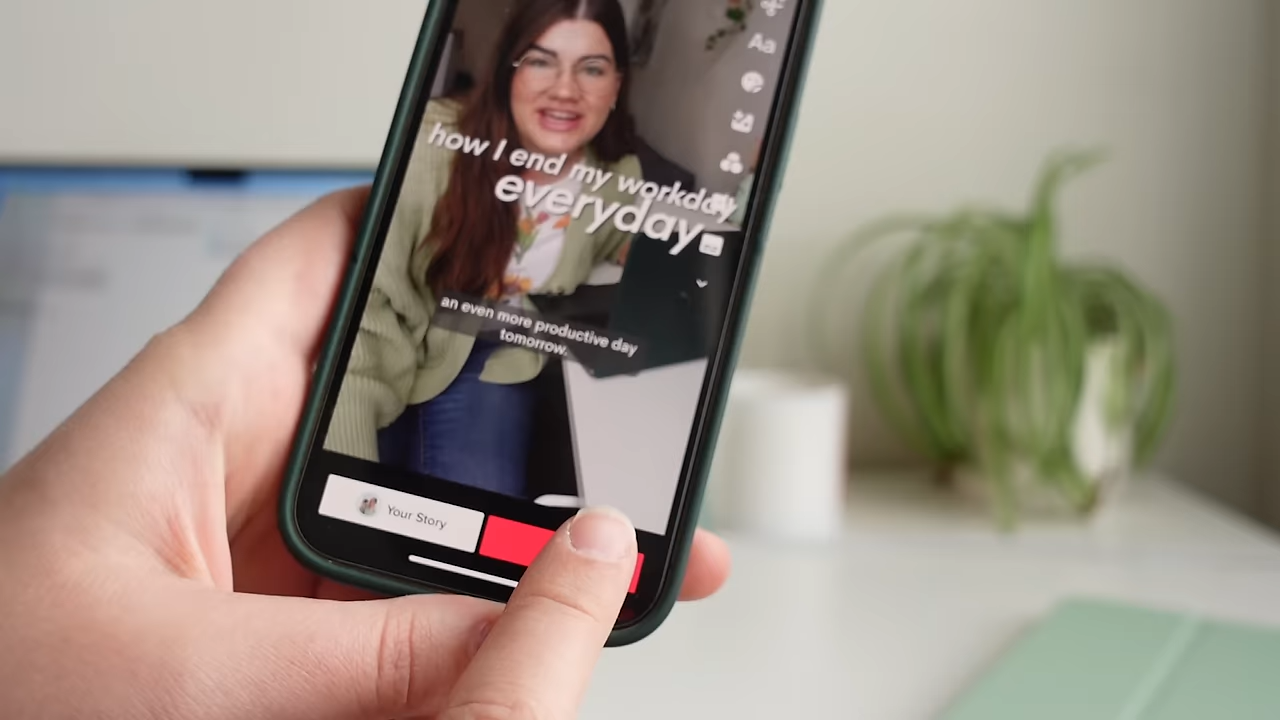 Aa
how I end my workday
everyday
an even more productive day
tomorrow.
Your Story